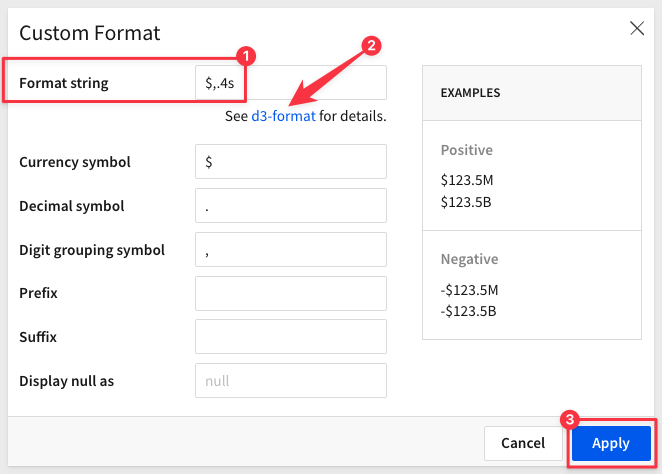 Custom Format
1
2
Format string
$,.4s
See d3-format for details.
Currency symbol
$
Decimal symbol
.
Digit grouping symbol
,
Prefix
Suffix
Display null as
null
EXAMPLES
Positive
$123.5M
$123.5B
Negative
-$123.5M
-$123.5B
3
Cancel
Apply